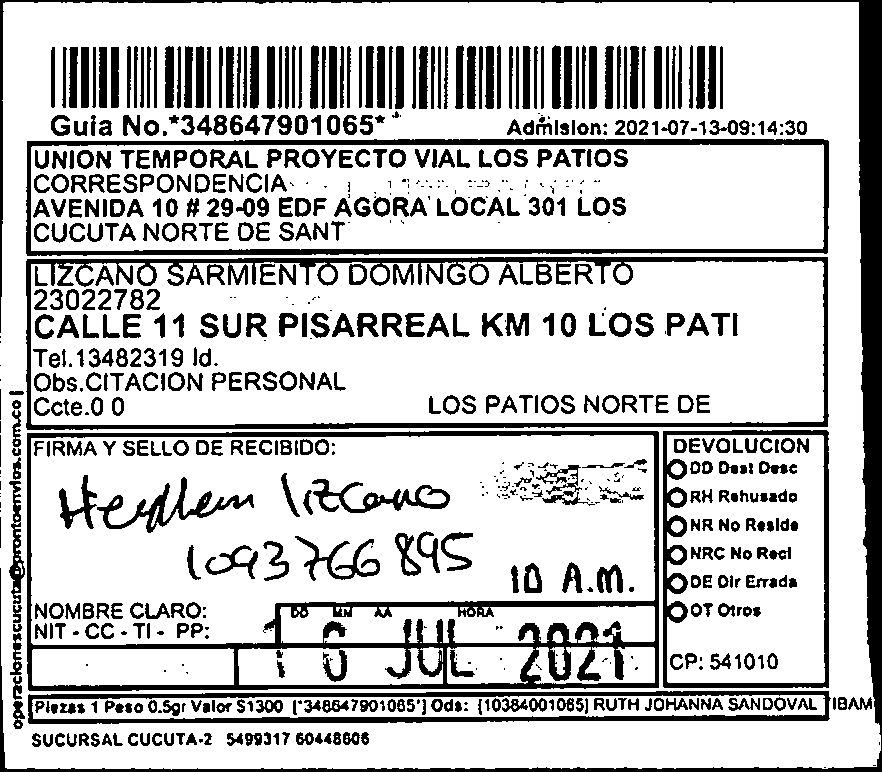 Guia No.*348647901065*
Admision: 2021-07-13-09:14:30
UNION TEMPORAL PROYECTO VIAL LOS PATIOS
CORRESPONDENCIA
AVENIDA 10 # 29-09 EDF AGORA LOCAL 301 LOS
CUCUTA NORTE DE SANT
LIZCANO SARMIENTO DOMINGO ALBERTO
23022782
CALLE 11 SUR PISARREAL KM 10 LOS PATI
Tel.13482319 Id.
Obs.CITACION PERSONAL
Ccte.0 0 LOS PATIOS NORTE DE
FIRMA Y SELLO DE RECIBIDO:
lizcano
1093766895
10 A.M.
NOMBRE CLARO:
NIT - CC - TI - PP:
DD MM AA HORA
JUL 2021
DEVOLUCION
DD Dest Desc
RH Rehusado
NR No Reside
NRC No Recl
DE Dir Errada
OT Otros
CP: 541010
Piezas 1 Peso 0.5gr Valor $1300 [*348647901065*] Ods: [10384001065] RUTH JOHANNA SANDOVAL TIBAM
SUCURSAL CUCUTA-2 5499317 60448606
operacionescucuta@prontoenvios.com.co |